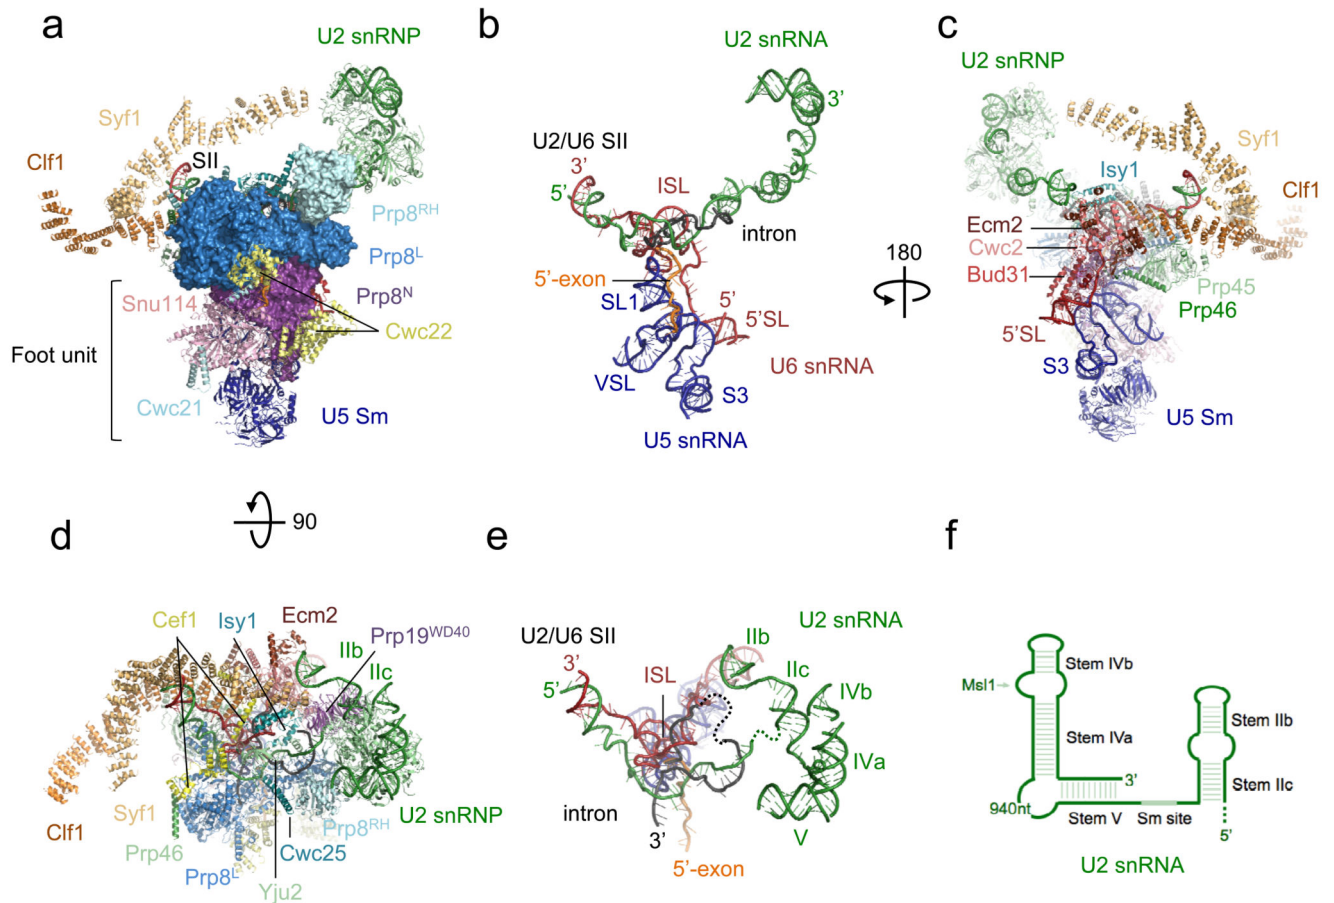 a
U2 snRNP
Syf1
Clf1
SII
Prp8RH
Prp8L
Snu114
Prp8N
Cwc22
Foot unit
Cwc21
U5 Sm
b
U2 snRNA
3’
U2/U6 SII
3’
5’
ISL
intron
5’-exon
SL1
5’
5’SL
U6 snRNA
VSL
S3
U5 snRNA
180
c
U2 snRNP
Syf1
Isy1
Clf1
Ecm2
Cwc2
Bud31
Prp45
Prp46
5’SL
S3
U5 Sm
90
d
Cef1
Isy1
Ecm2
Prp19WD40
IIb
IIc
Syf1
Clf1
U2 snRNP
Prp8RH
Prp46
Cwc25
Prp8L
Yju2
e
U2 snRNA
U2/U6 SII
IIb
3’
ISL
IIc
5’
IVb
IVa
intron
3’
V
5’-exon
f
Stem IVb
Msl1
Stem IIb
Stem IVa
3’
Stem IIc
940nt
Stem V
Sm site
5’
U2 snRNA